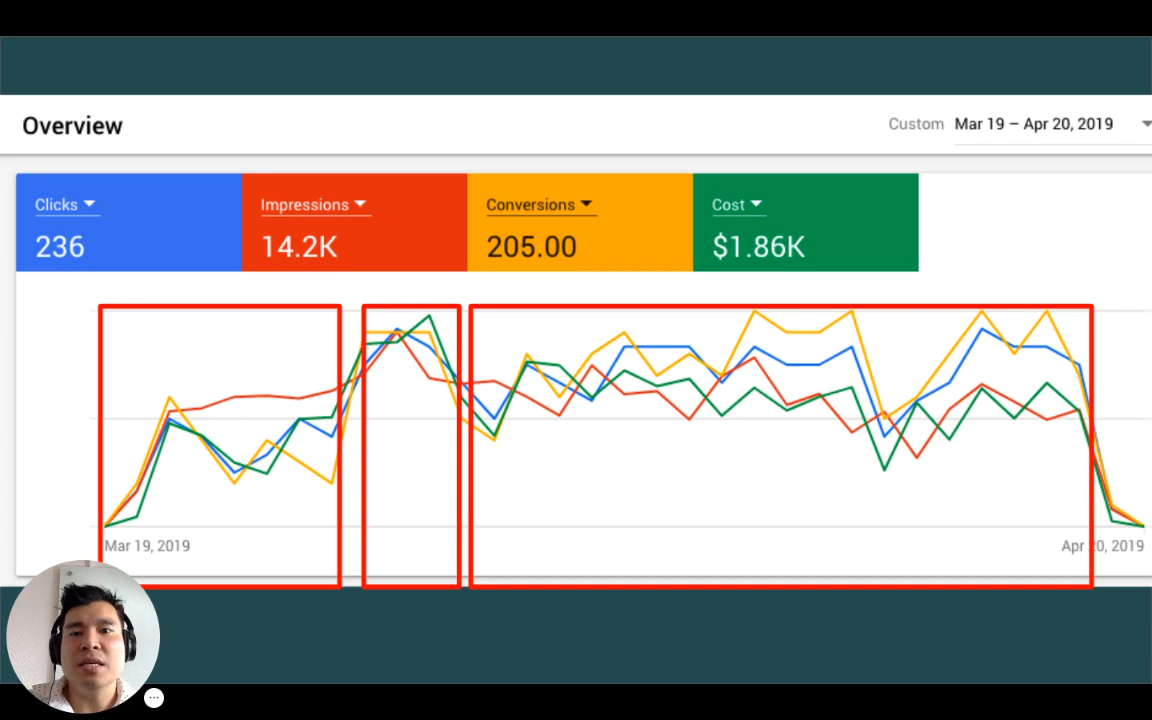 Overview
Custom Mar 19 – Apr 20, 2019
Clicks
Impressions
Conversions
Cost
236
14.2K
205.00
$1.86K
Mar 19, 2019
Apr 20, 2019